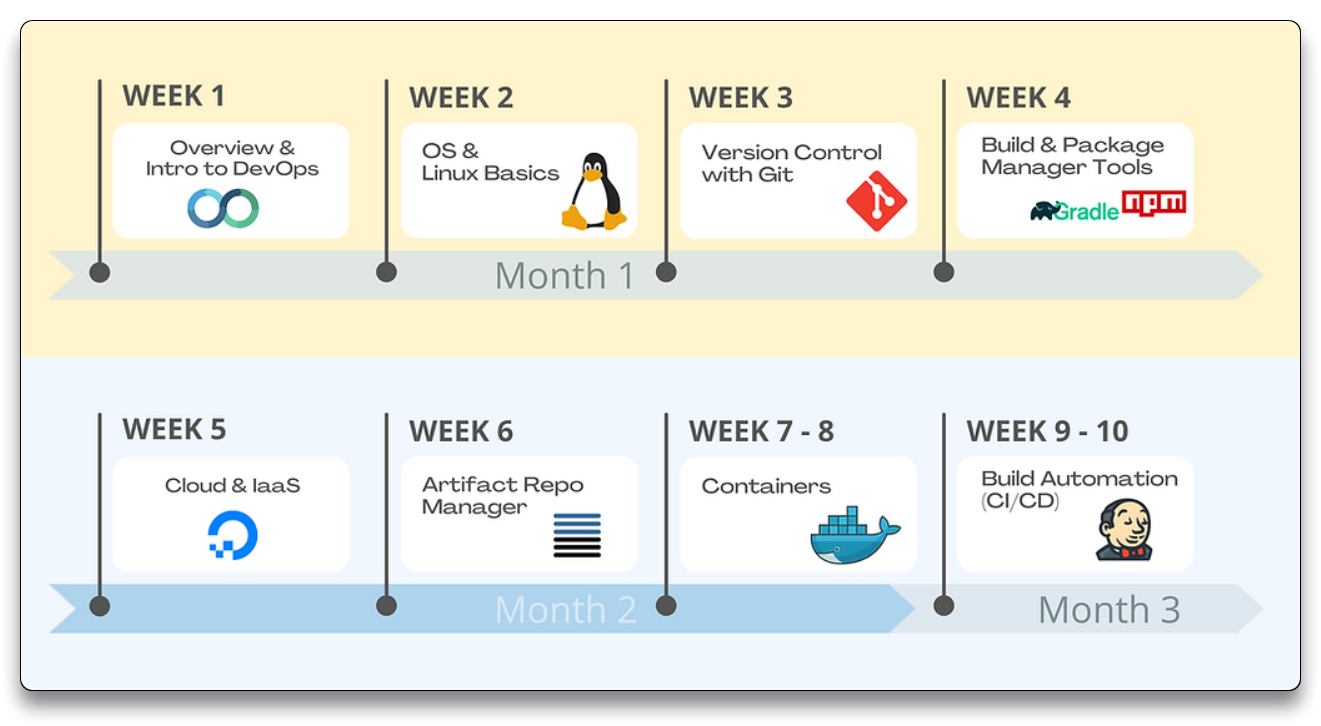 WEEK 1
Overview &
Intro to DevOps
WEEK 2
OS &
Linux Basics
WEEK 3
Version Control
with Git
WEEK 4
Build & Package
Manager Tools
Gradle
npm
Month 1
WEEK 5
Cloud & IaaS
WEEK 6
Artifact Repo
Manager
WEEK 7 - 8
Containers
WEEK 9 - 10
Build Automation
(CI/CD)
Month 2
Month 3